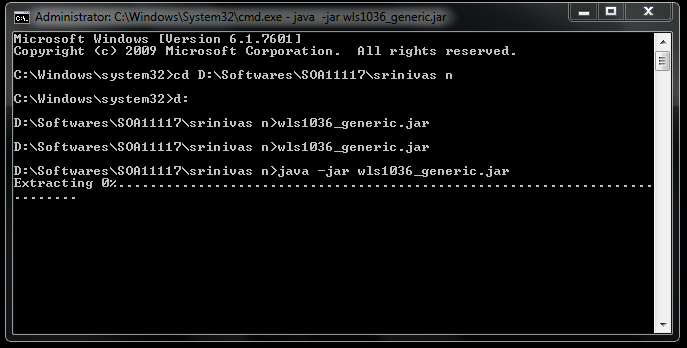 Administrator: C:\Windows\System32\cmd.exe - java -jar wls1036_generic.jar
Microsoft Windows [Version 6.1.7601]
Copyright (c) 2009 Microsoft Corporation.  All rights reserved.
C:\Windows\system32>cd D:\Softwares\SOA11117\srinivas n
C:\Windows\system32>d:
D:\Softwares\SOA11117\srinivas n>wls1036_generic.jar
D:\Softwares\SOA11117\srinivas n>wls1036_generic.jar
D:\Softwares\SOA11117\srinivas n>java -jar wls1036_generic.jar
Extracting 0%...................................................................
........